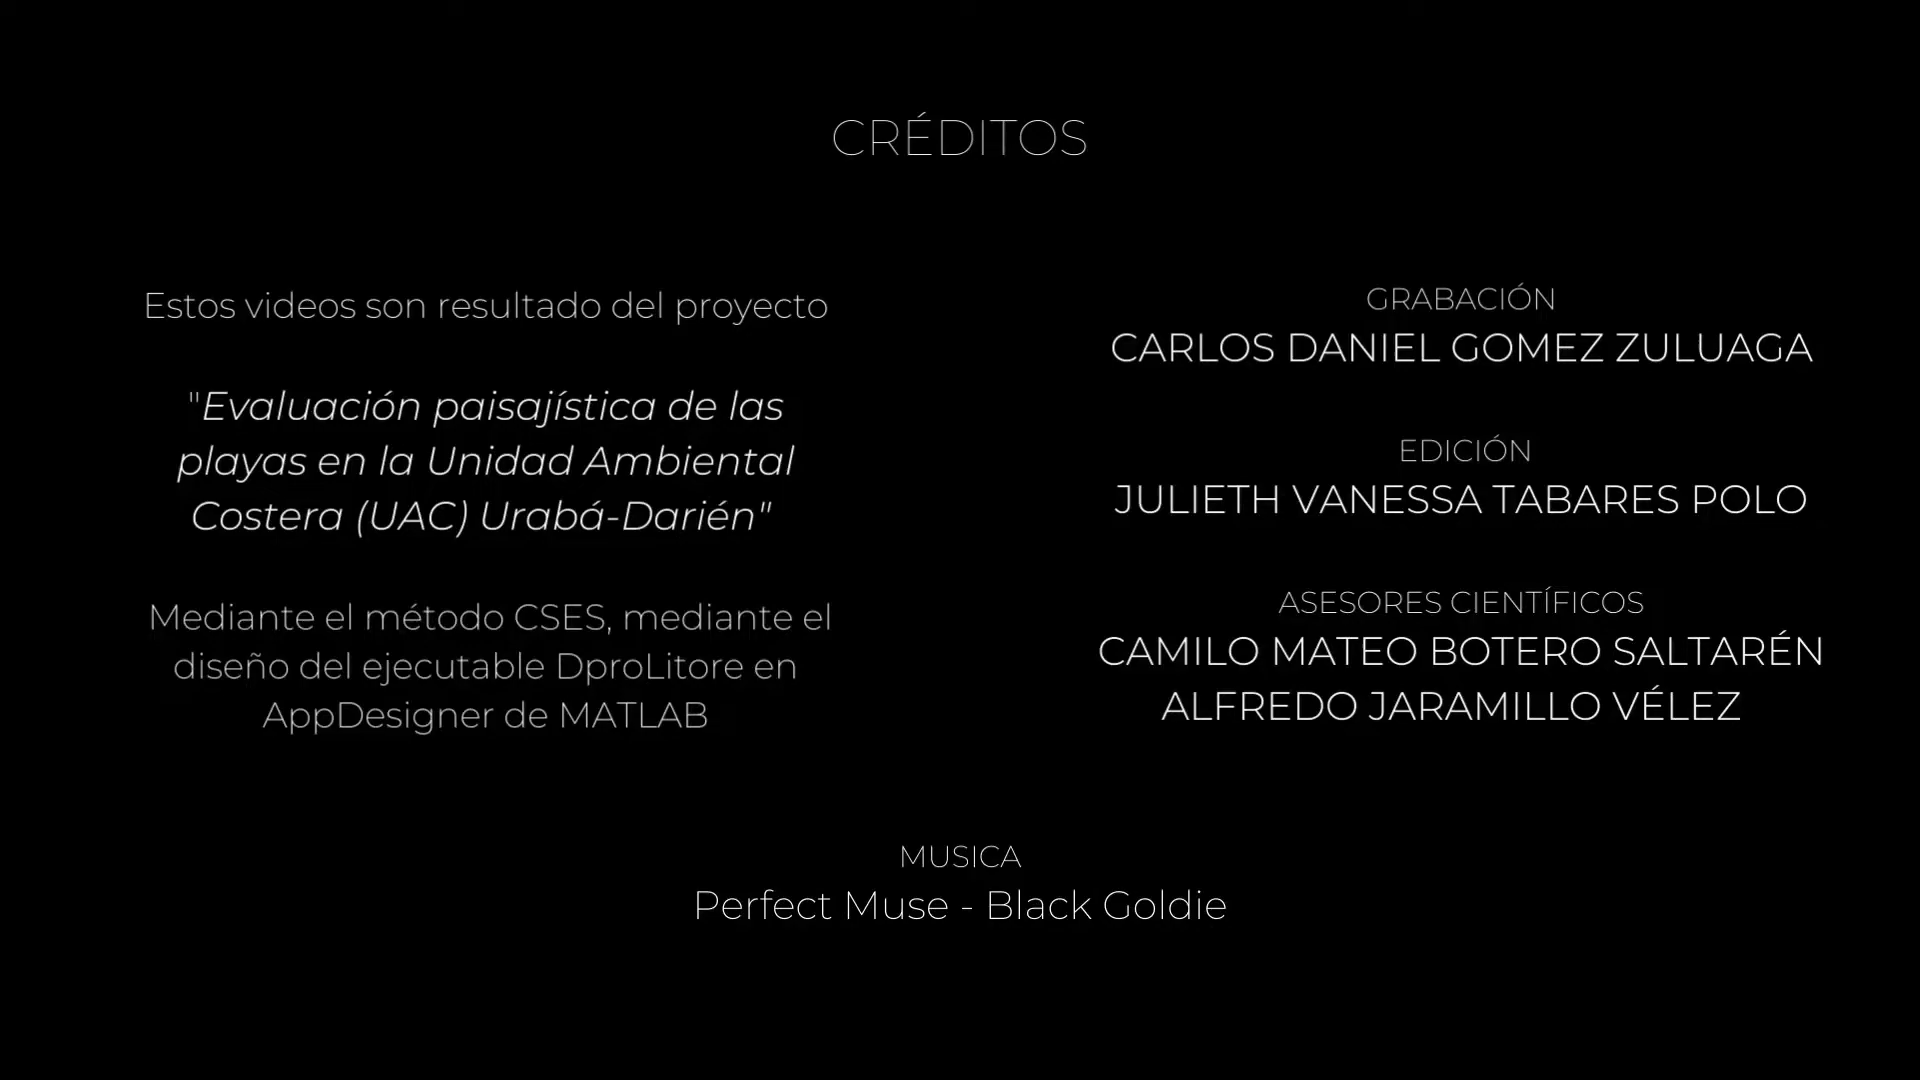 CRÉDITOS
Estos videos son resultado del proyecto
"Evaluación paisajística de las
playas en la Unidad Ambiental
Costera (UAC) Urabá-Darién"
Mediante el método CSES, mediante el
diseño del ejecutable DproLitore en
AppDesigner de MATLAB
GRABACIÓN
CARLOS DANIEL GOMEZ ZULUAGA
EDICIÓN
JULIETH VANESSA TABARES POLO
ASESORES CIENTÍFICOS
CAMILO MATEO BOTERO SALTARÉN
ALFREDO JARAMILLO VÉLEZ
MUSICA
Perfect Muse - Black Goldie